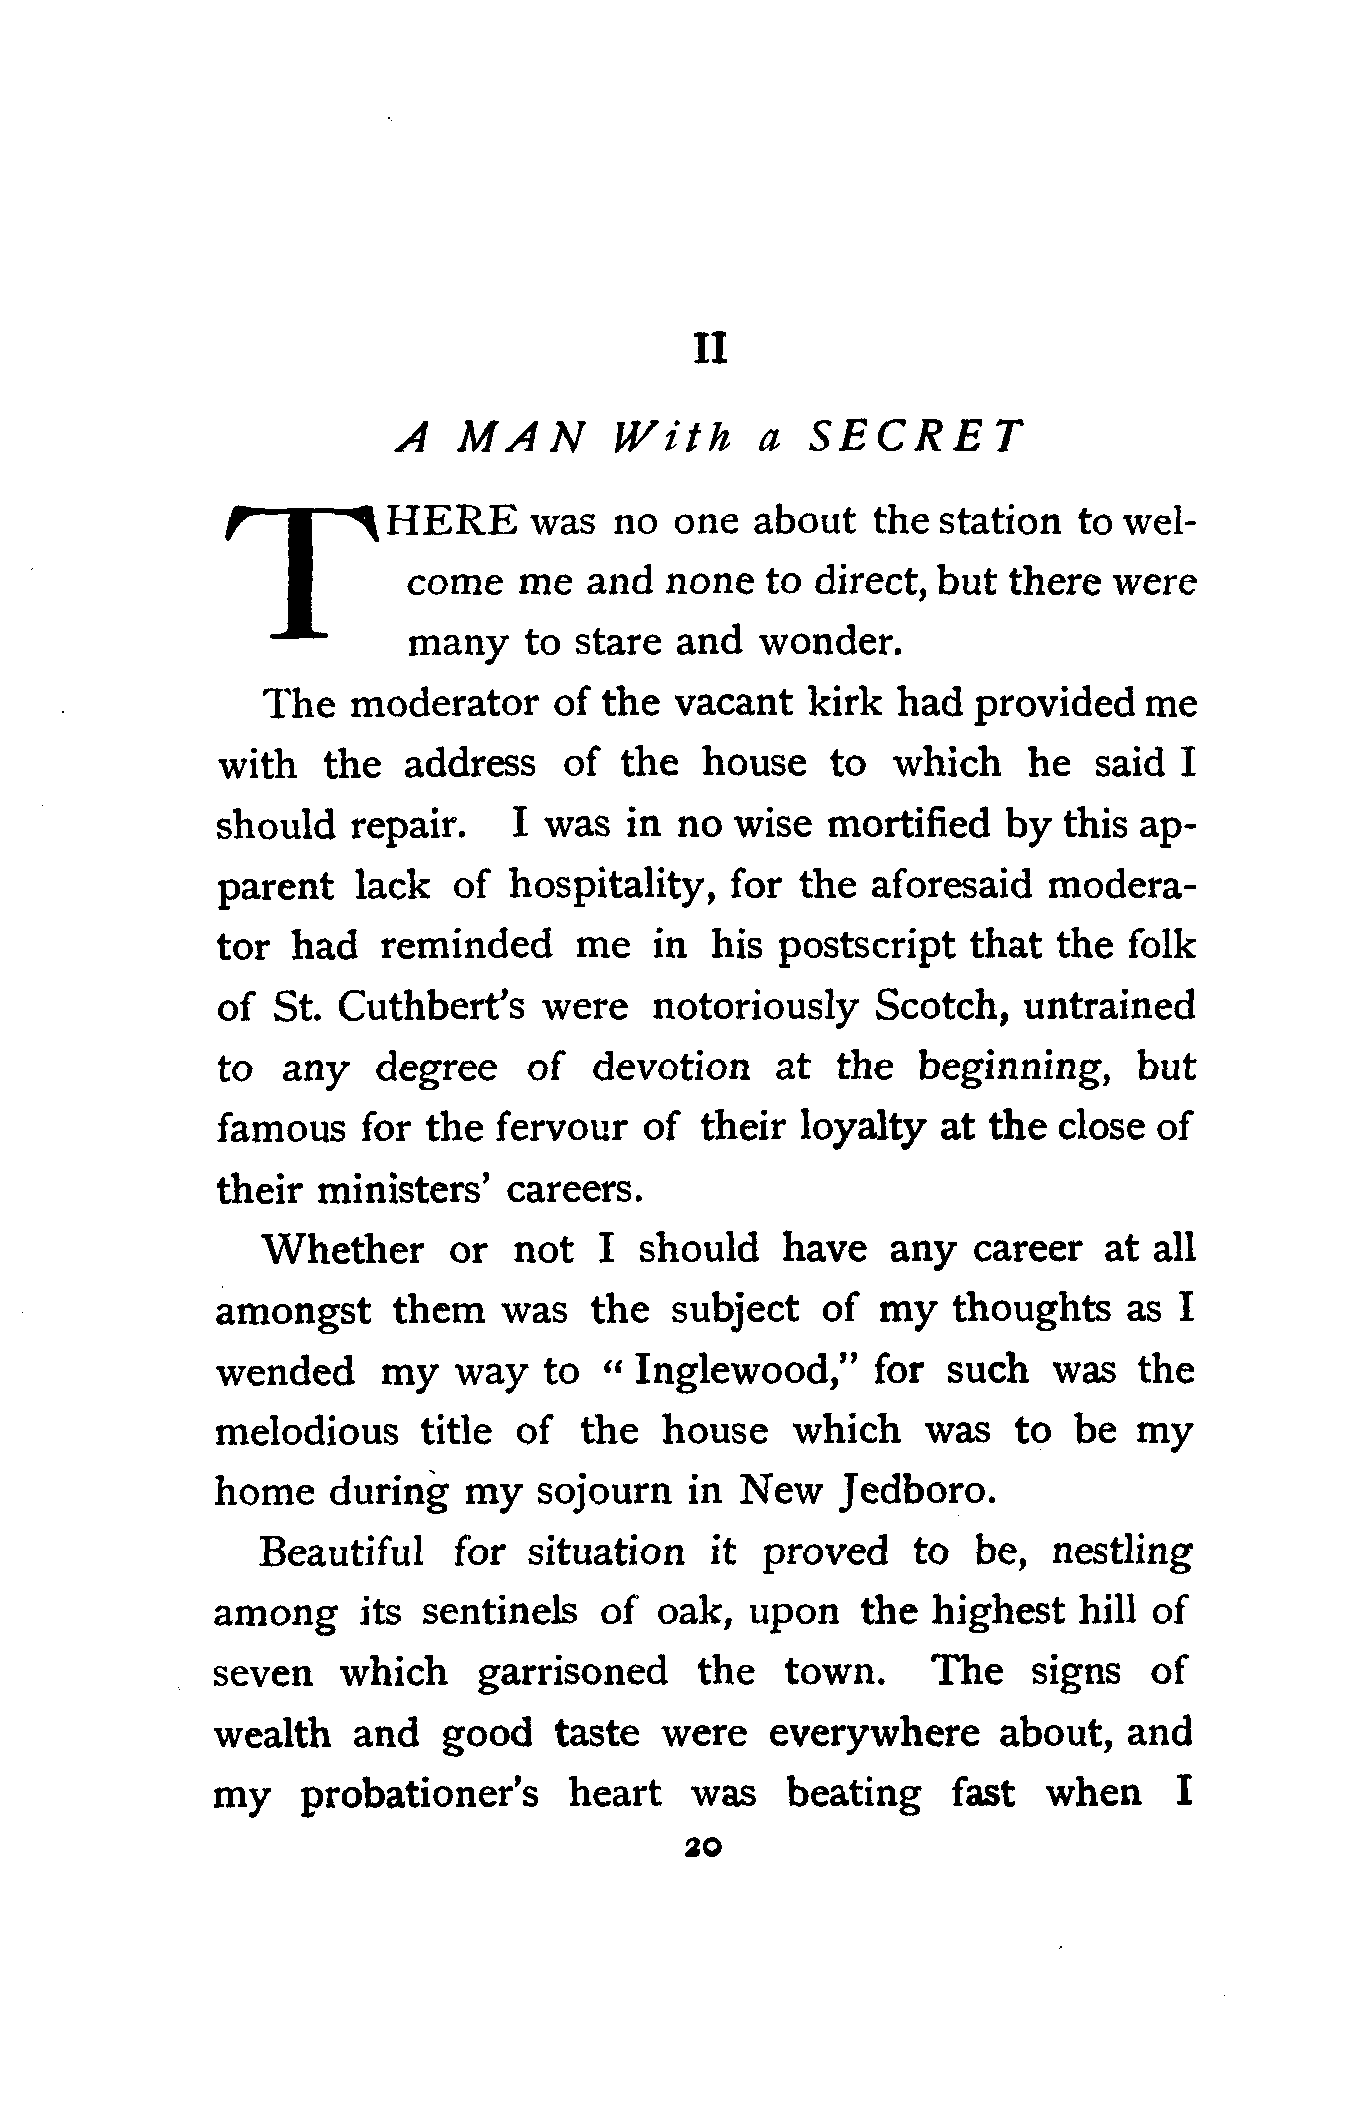 II
A MAN With a SECRET
THERE was no one about the station to wel-
come me and none to direct, but there were
many to stare and wonder.
The moderator of the vacant kirk had provided me
with the address of the house to which he said I
should repair. I was in no wise mortified by this ap-
parent lack of hospitality, for the aforesaid modera-
tor had reminded me in his postscript that the folk
of St. Cuthbert's were notoriously Scotch, untrained
to any degree of devotion at the beginning, but
famous for the fervour of their loyalty at the close of
their ministers' careers.
Whether or not I should have any career at all
amongst them was the subject of my thoughts as I
wended my way to “ Inglewood,” for such was the
melodious title of the house which was to be my
home during my sojourn in New Jedboro.
Beautiful for situation it proved to be, nestling
among its sentinels of oak, upon the highest hill of
seven which garrisoned the town. The signs of
wealth and good taste were everywhere about, and
my probationer's heart was beating fast when I
20